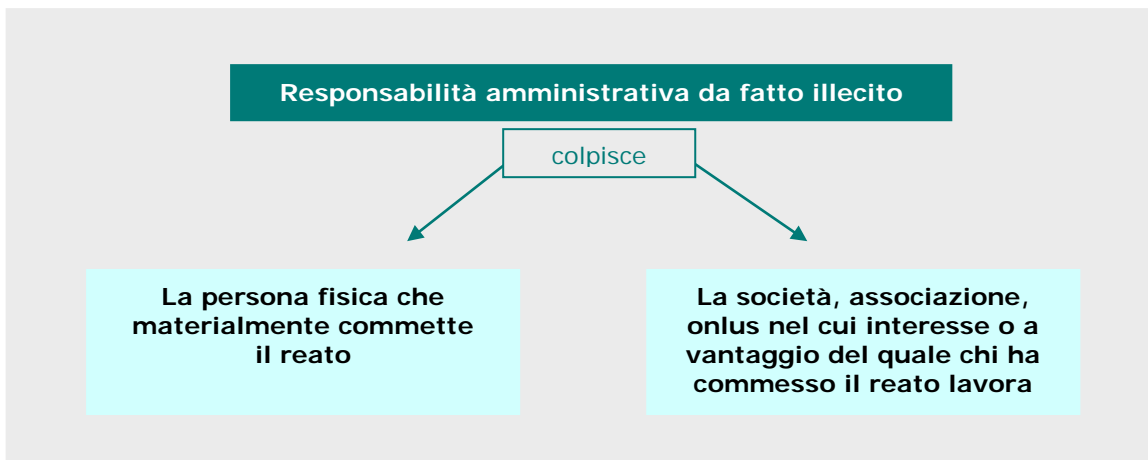 Responsabilità amministrativa da fatto illecito
colpisce
La persona fisica che
materialmente commette
il reato
La società, associazione,
onlus nel cui interesse o a
vantaggio del quale chi ha
commesso il reato lavora